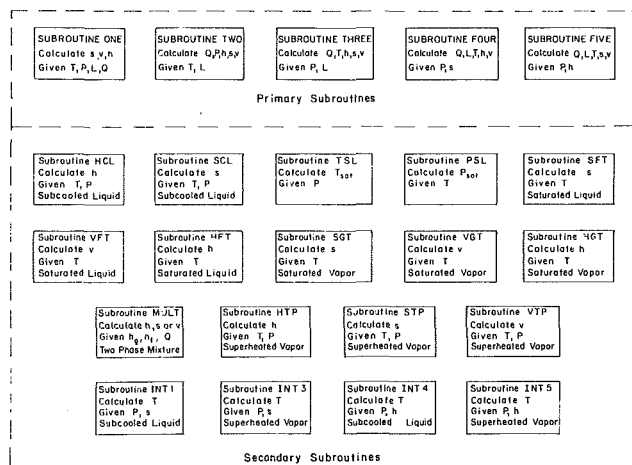 SUBROUTINE ONE
Calculate s,v,h
Given T, P, L, Q
SUBROUTINE TWO
Calculate Q,P,h,s,v
Given T, L
SUBROUTINE THREE
Calculate Q,T,h,s,v
Given P, L
SUBROUTINE FOUR
Calculate Q,L,T,h,v
Given P,s
SUBROUTINE FIVE
Calculate Q,L,T,s,v
Given P,h
Primary Subroutines
Subroutine HCL
Calculate h
Given T, P
Subcooled Liquid
Subroutine SCL
Calculate s
Given T, P
Subcooled Liquid
Subroutine TSL
Calculate Tsat
Given P
Subroutine PSL
Calculate Psat
Given T
Subroutine SFT
Calculate s
Given T
Saturated Liquid
Subroutine VFT
Calculate v
Given T
Saturated Liquid
Subroutine HFT
Calculate h
Given T
Saturated Liquid
Subroutine SGT
Calculate s
Given T
Saturated Vapor
Subroutine VGT
Calculate v
Given T
Saturated Vapor
Subroutine HGT
Calculate h
Given T
Saturated Vapor
Subroutine MULT
Calculate h, s or v
Given hg, hf, Q
Two Phase Mixture
Subroutine HTP
Calculate h
Given T, P
Superheated Vapor
Subroutine STP
Calculate s
Given T, P
Superheated Vapor
Subroutine VTP
Calculate v
Given T, P
Superheated Vapor
Subroutine INT 1
Calculate T
Given P, s
Subcooled Liquid
Subroutine INT 3
Calculate T
Given P, s
Superheated Vapor
Subroutine INT 4
Calculate T
Given P, h
Subcooled Liquid
Subroutine INT 5
Calculate T
Given P, h
Superheated Vapor
Secondary Subroutines